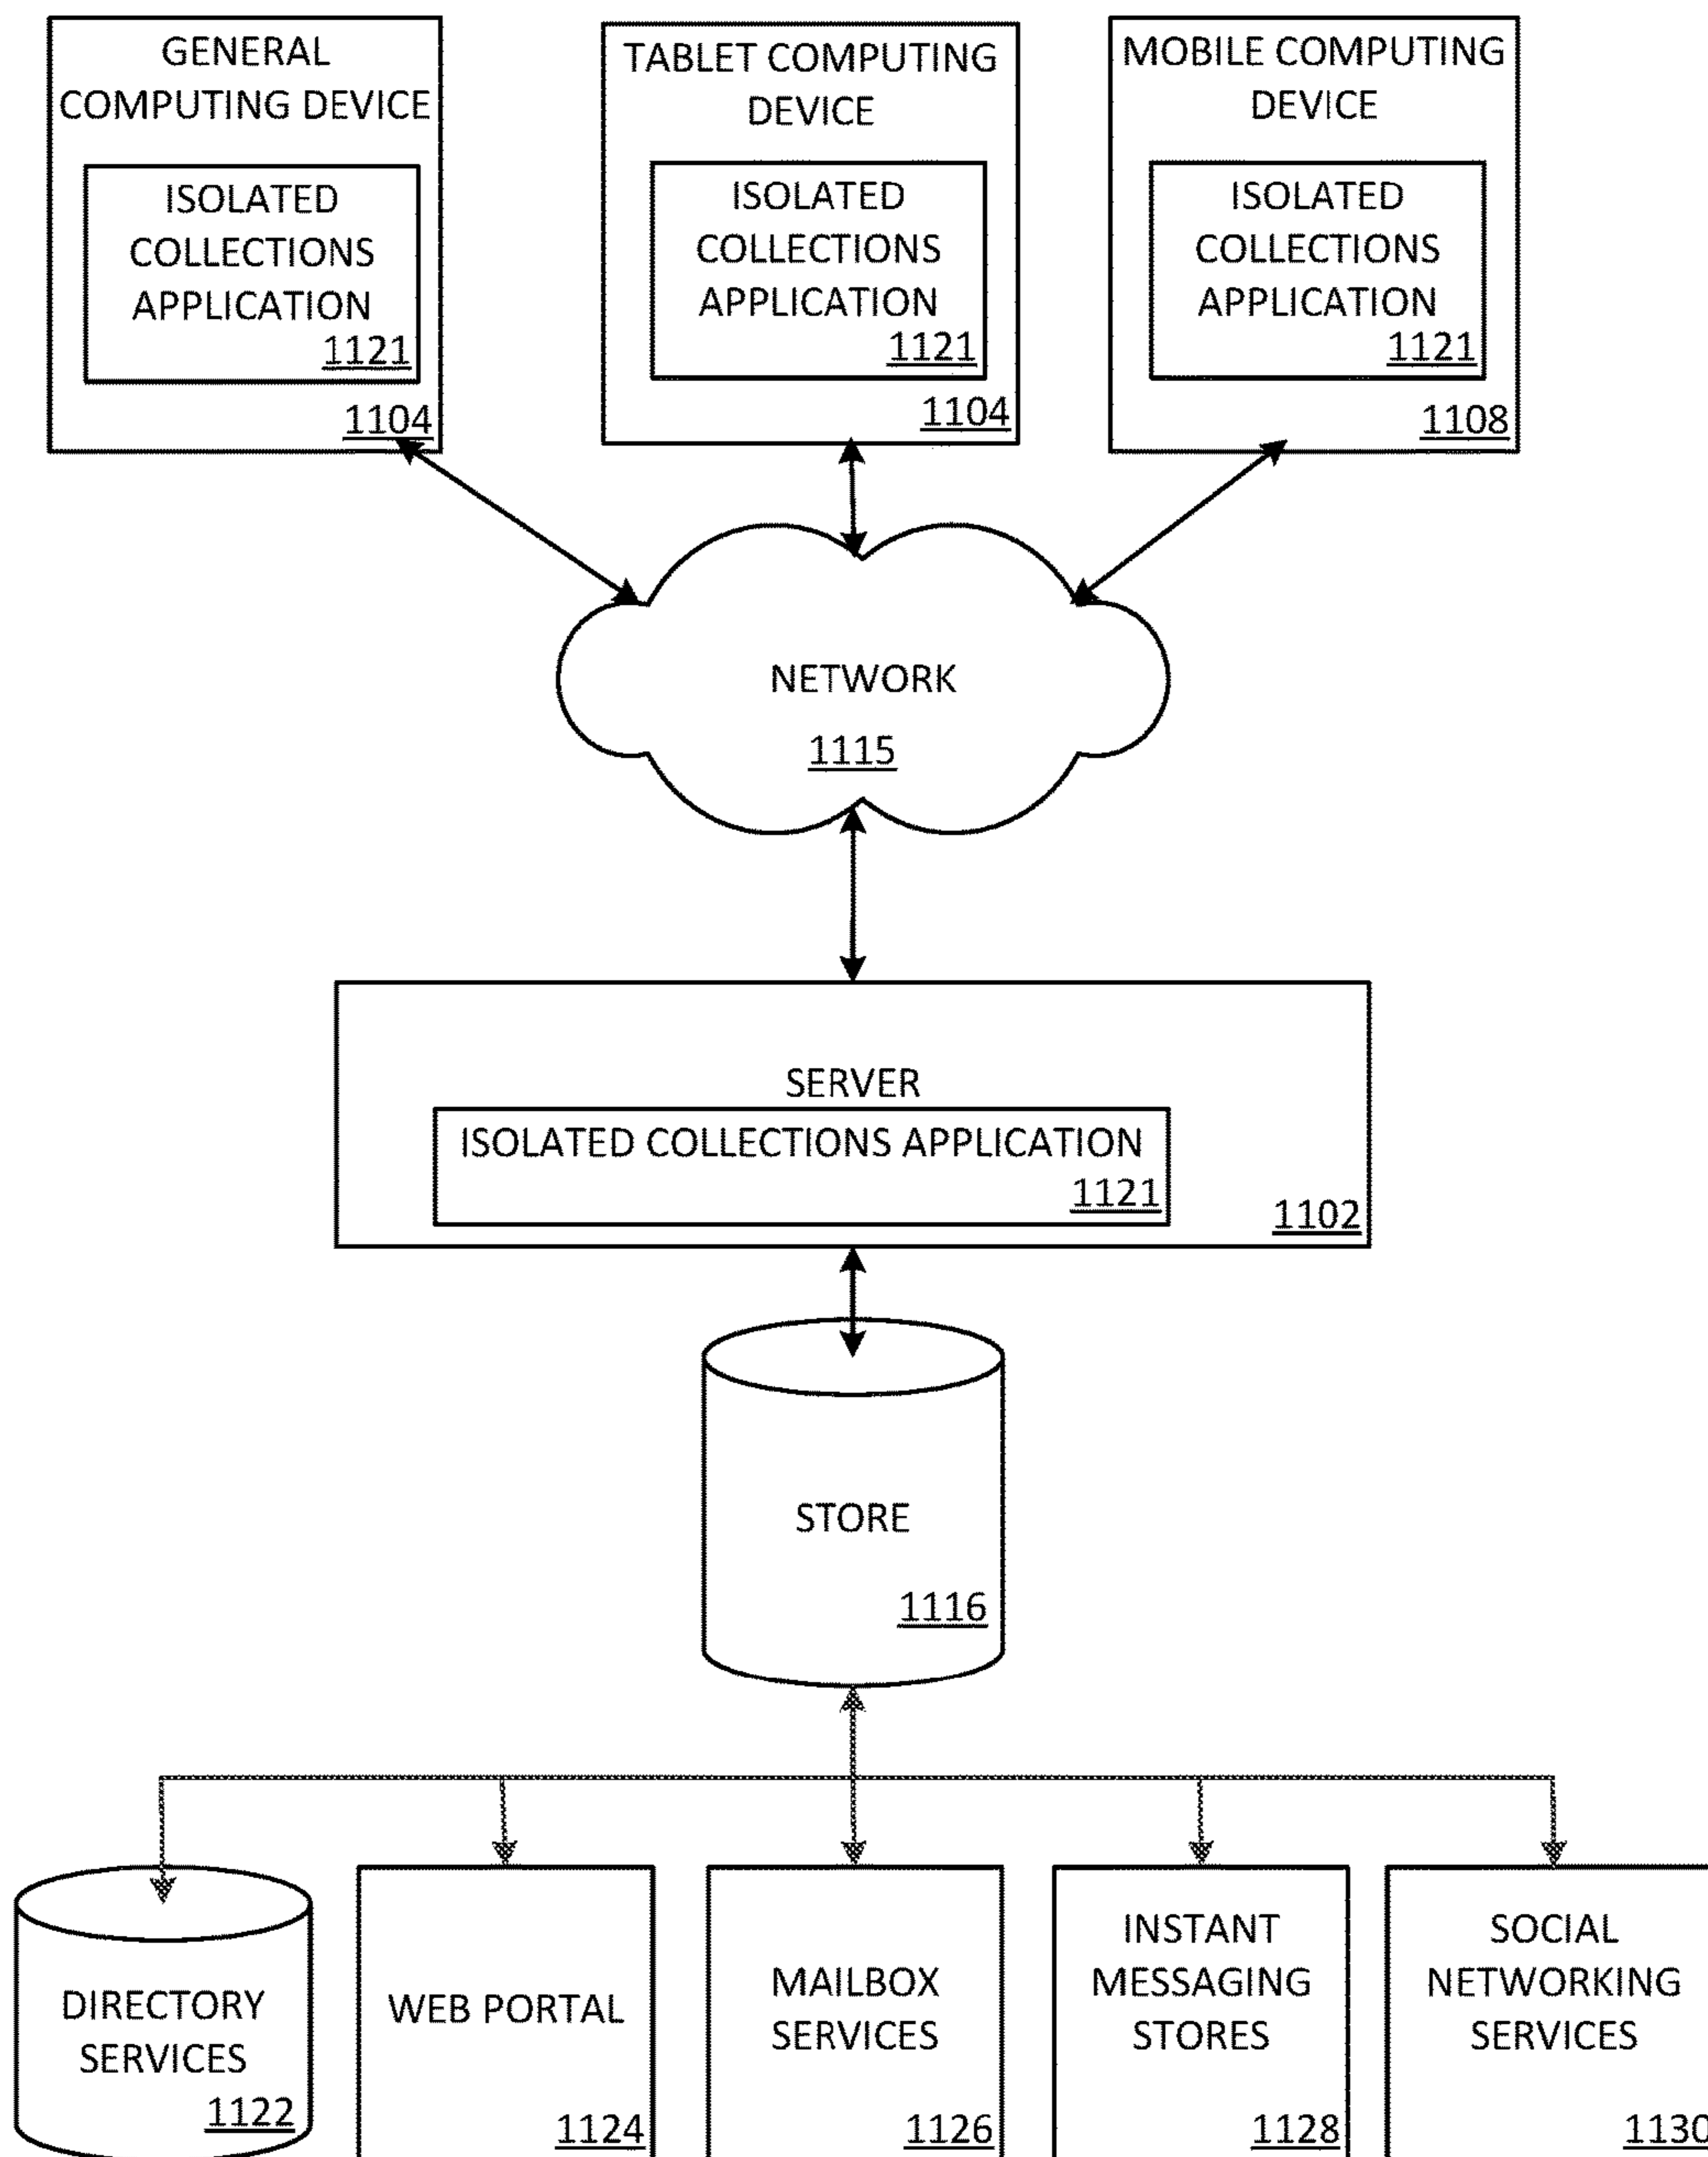 GENERAL
COMPUTING DEVICE
ISOLATED
COLLECTIONS
APPLICATION
1121
1104
TABLET COMPUTING
DEVICE
ISOLATED
COLLECTIONS
APPLICATION
1121
1104
MOBILE COMPUTING
DEVICE
ISOLATED
COLLECTIONS
APPLICATION
1121
1108
NETWORK
1115
SERVER
ISOLATED COLLECTIONS APPLICATION
1121
1102
STORE
1116
DIRECTORY
SERVICES
1122
WEB PORTAL
1124
MAILBOX
SERVICES
1126
INSTANT
MESSAGING
STORES
1128
SOCIAL
NETWORKING
SERVICES
1130